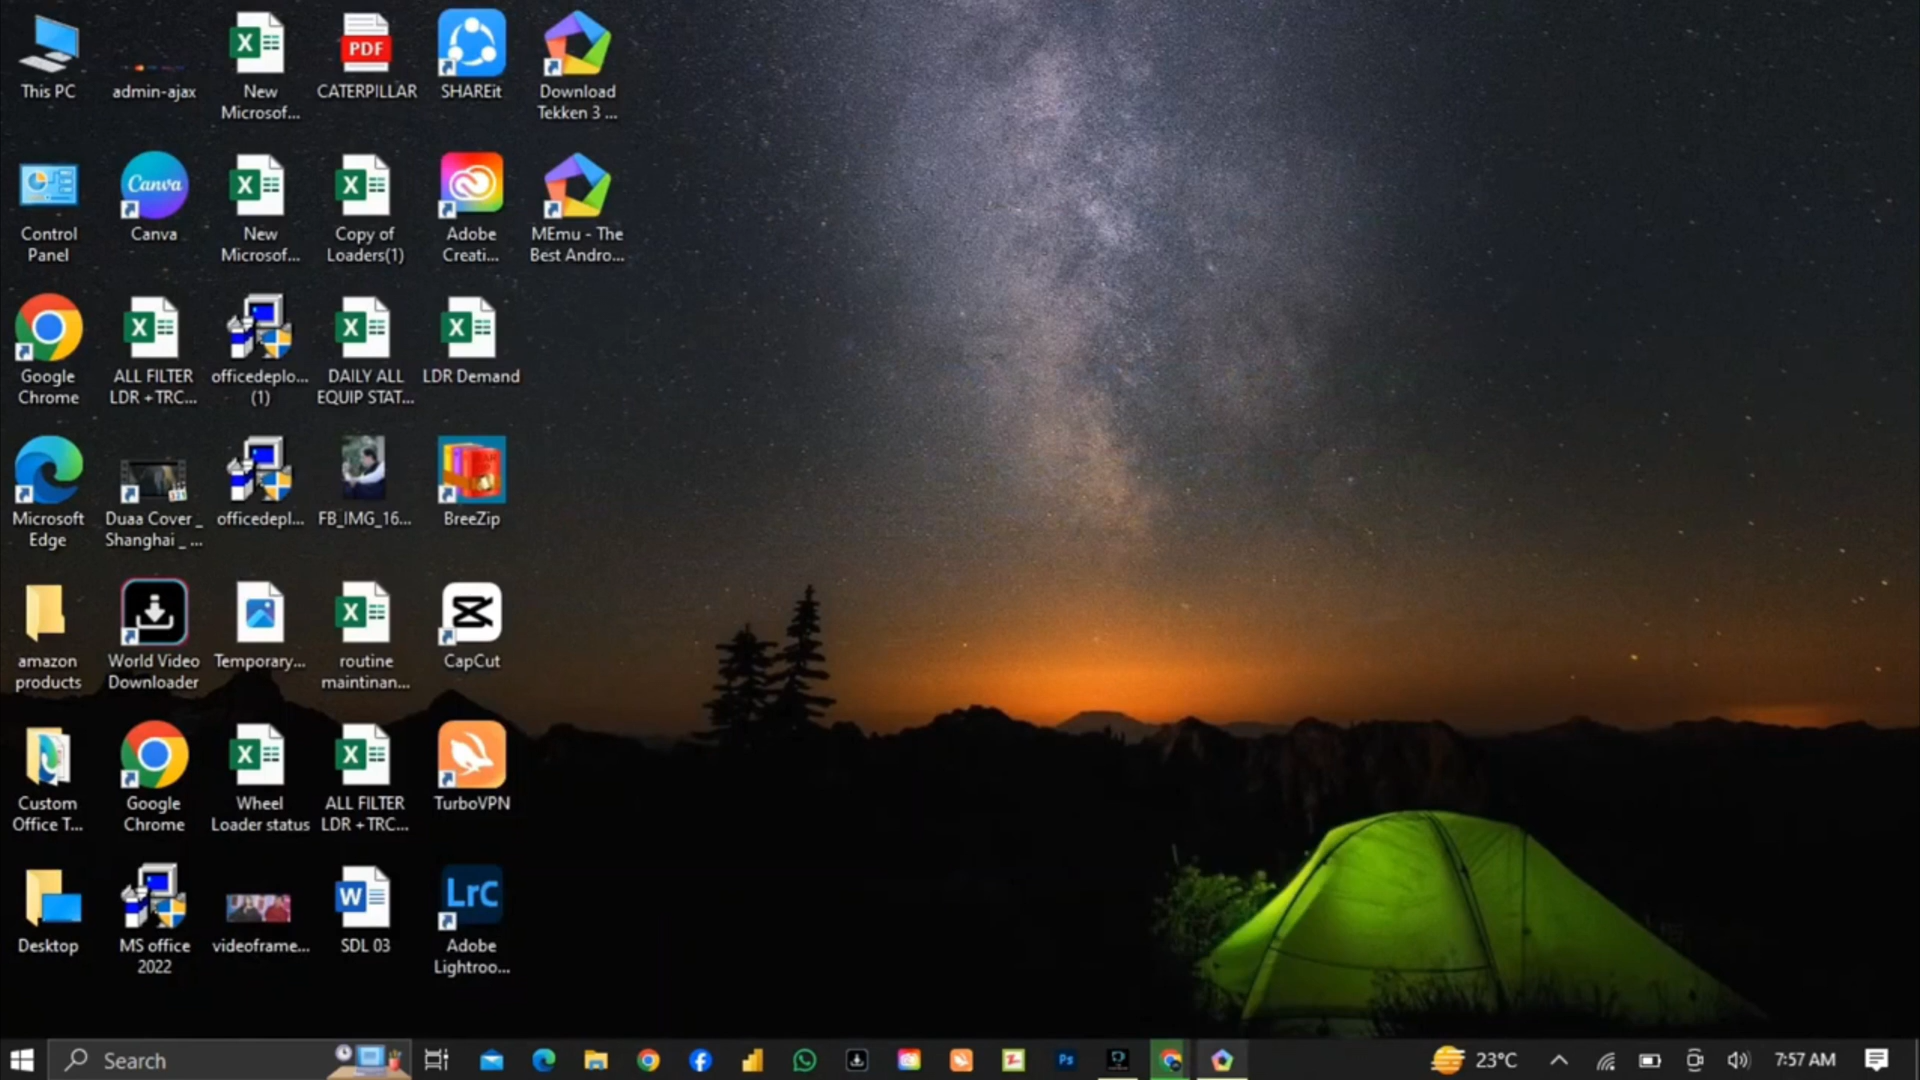 This PC
admin-ajax
New
Microsof...
PDF
CATERPILLAR
SHAREit
Download
Tekken 3 ...
Control
Panel
Canva
Canva
New
Microsof...
Copy of
Loaders(1)
Adobe
Creati...
MEmu - The
Best Andro...
Google
Chrome
ALL FILTER
LDR + TRC...
officedeplo...
(1)
DAILY ALL
EQUIP STAT...
LDR Demand
Microsoft
Edge
Duaa Cover _
Shanghai _ ...
officedepl...
FB_IMG_16...
BreeZip
amazon
products
World Video
Downloader
Temporary...
routine
maintinan...
CapCut
Custom
Office T...
Google
Chrome
Wheel
Loader status
ALL FILTER
LDR + TRC...
TurboVPN
Desktop
MS office
2022
videoframe...
W
SDL 03
LrC
Adobe
Lightroo...
Search
Ps
23°C
7:57 AM